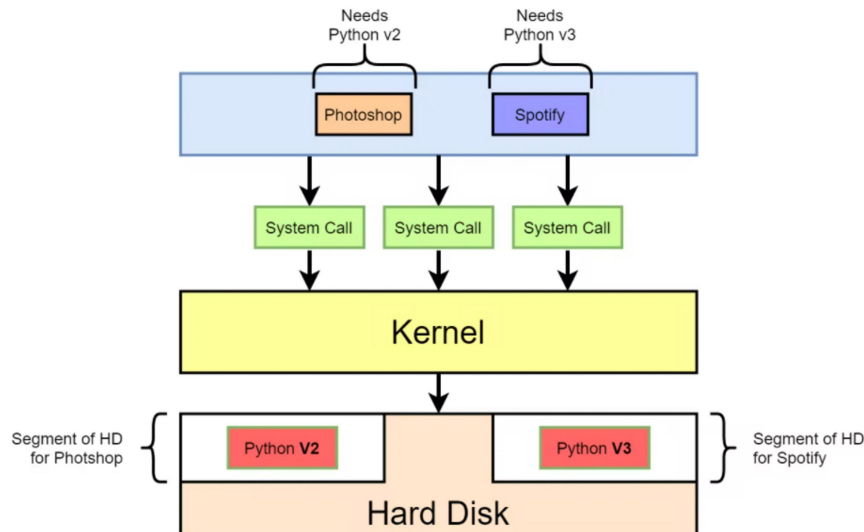 Needs
Python v2
Needs
Python v3
Photoshop
Spotify
System Call
System Call
System Call
Kernel
Segment of HD
for Photshop
Python V2
Python V3
Segment of HD
for Spotify
Hard Disk